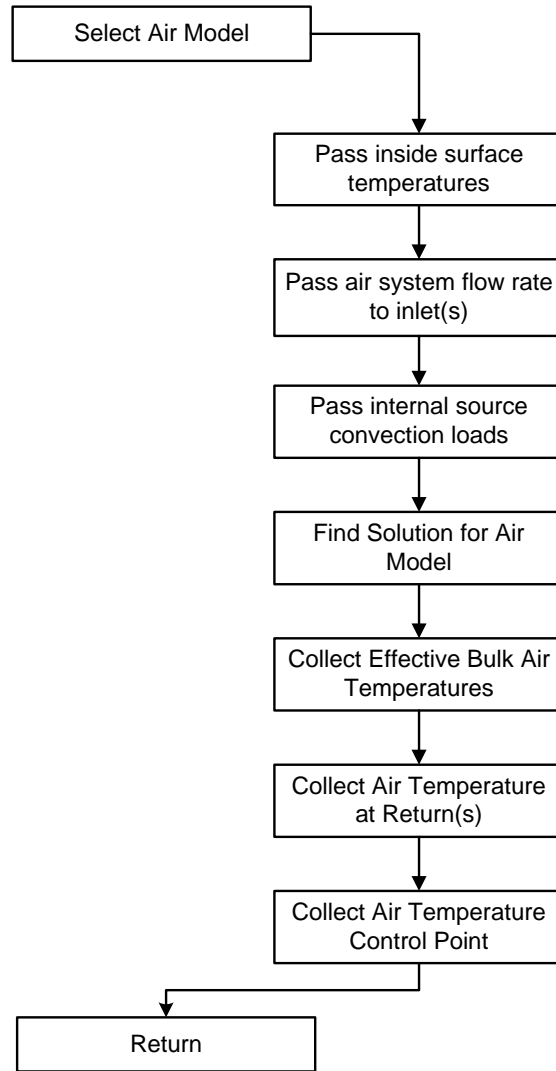 Select Air Model
Pass inside surface
temperatures
Pass air system flow rate
to inlet(s)
Pass internal source
convection loads
Find Solution for Air
Model
Collect Effective Bulk Air
Temperatures
Collect Air Temperature
at Return(s)
Collect Air Temperature
Control Point
Return